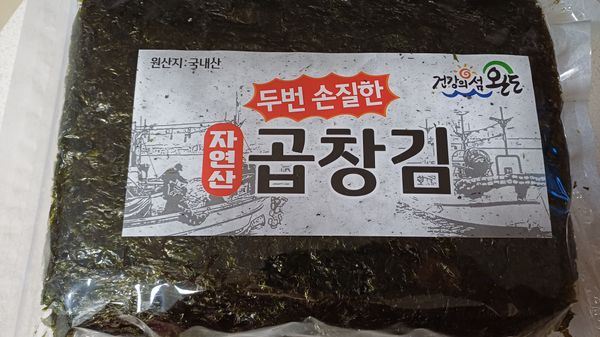 원산지:국내산
건강의 섬 완도
두번 손질한
자연산
곱창김